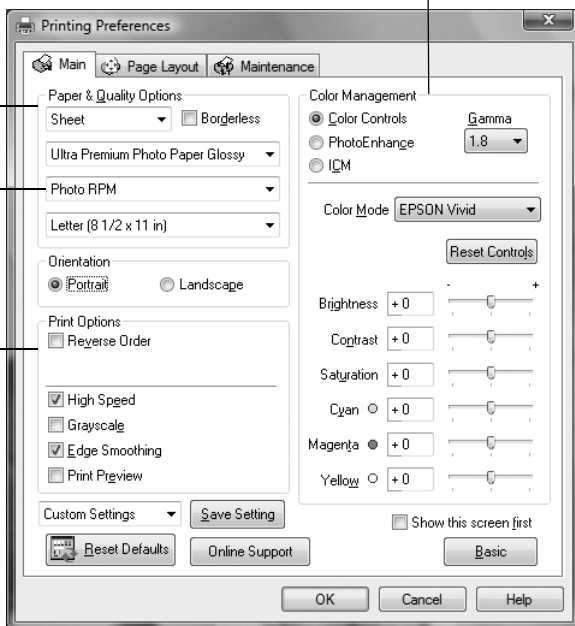 Printing Preferences
X
Main
Page Layout
Maintenance
Paper & Quality Options
Sheet
Borderless
Ultra Premium Photo Paper Glossy
Photo RPM
Letter (8 1/2 x 11 in)
Orientation
Portrait
Landscape
Print Options
Reverse Order
High Speed
Grayscale
Edge Smoothing
Print Preview
Custom Settings
Save Setting
Reset Defaults
Online Support
Color Management
Color Controls
PhotoEnhance
ICM
Gamma
1.8
Color Mode EPSON Vivid
Reset Controls
- +
Brightness + 0
Contrast + 0
Saturation + 0
Cyan + 0
Magenta + 0
Yellow + 0
Show this screen first
Basic
OK
Cancel
Help